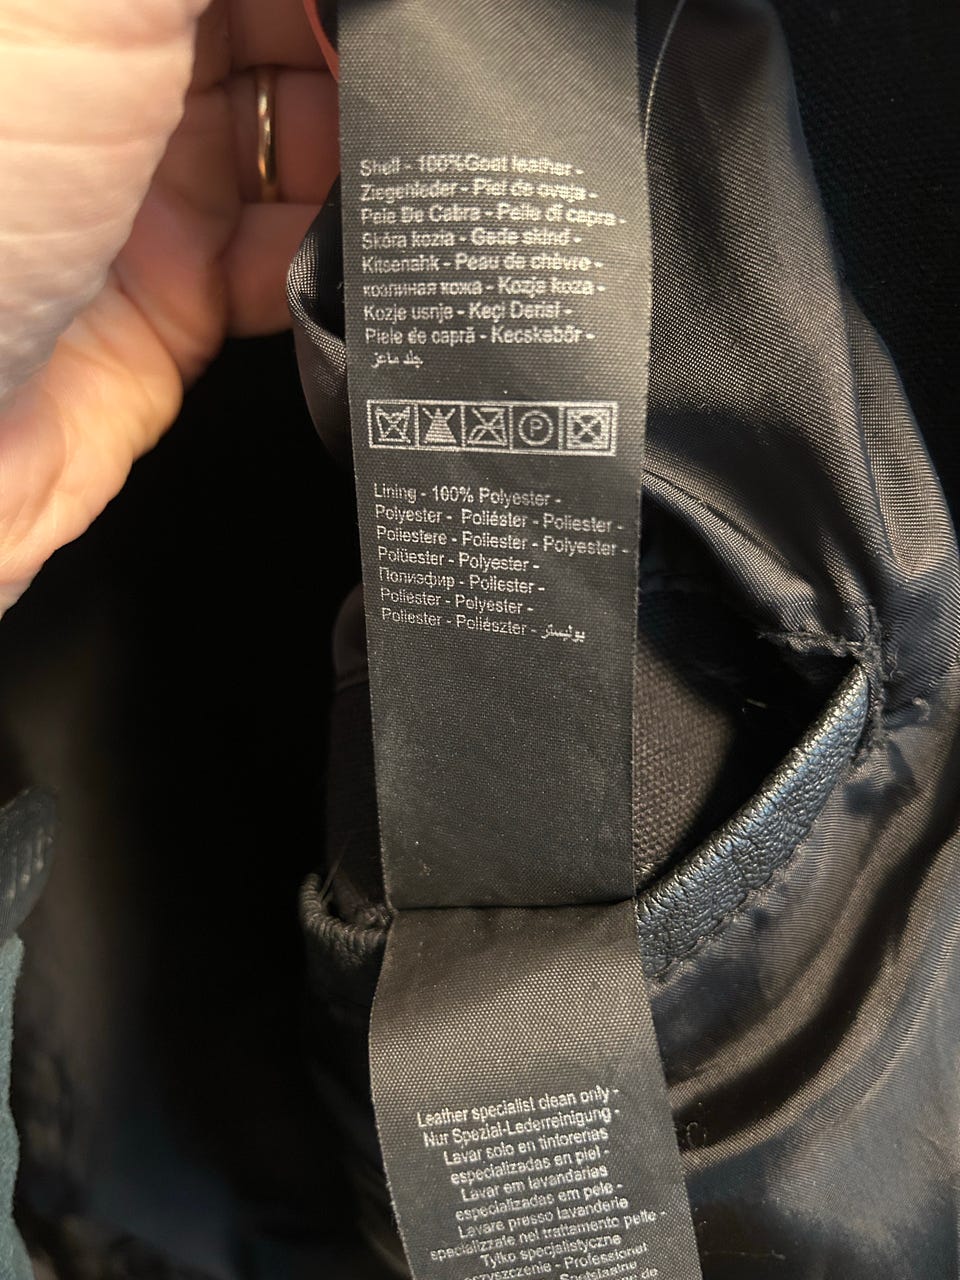 Shell - 100%Goat leather -
Ziegenleder - Piel de oveja -
Pele De Cabra - Pelle di capra -
Skóra kozia - Gede skind -
Kitsenahk - Peau de chèvre -
козлиная кожа - Kozja koza -
Kozje usnje - Keçi Derisi -
Piele de capră - Kecskebőr -
جلد ماعز
P
Lining - 100% Polyester -
Polyester - Poliéster - Poliester -
Poliestere - Poliester - Polyester -
Polüester - Polyester -
Полиэфир - Poliester -
Poliester - Polyester -
Poliester - Poliészter - بوليستر
Leather specialist clean only -
Nur Spezial-Lederreinigung -
Lavar solo en tintorerias
especializadas en piel -
Lavar em lavandarias
especializadas em pele -
Lavare presso lavanderie
specializzate nel trattamento pelle -
Tylko specjalistyczne
czyszczenie - Professionel